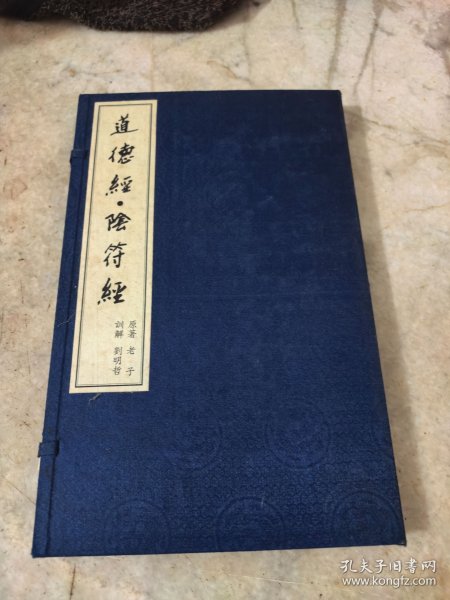 道德經·陰符經
原著 老子
訓解 劉明哲
孔夫子旧书网
www.kongfz.com